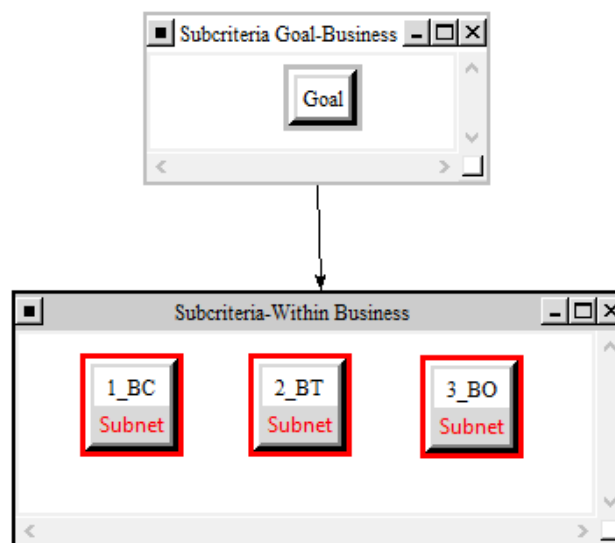 Subcriteria Goal-Business
Goal
Subcriteria-Within Business
1_BC
Subnet
2_BT
Subnet
3_BO
Subnet